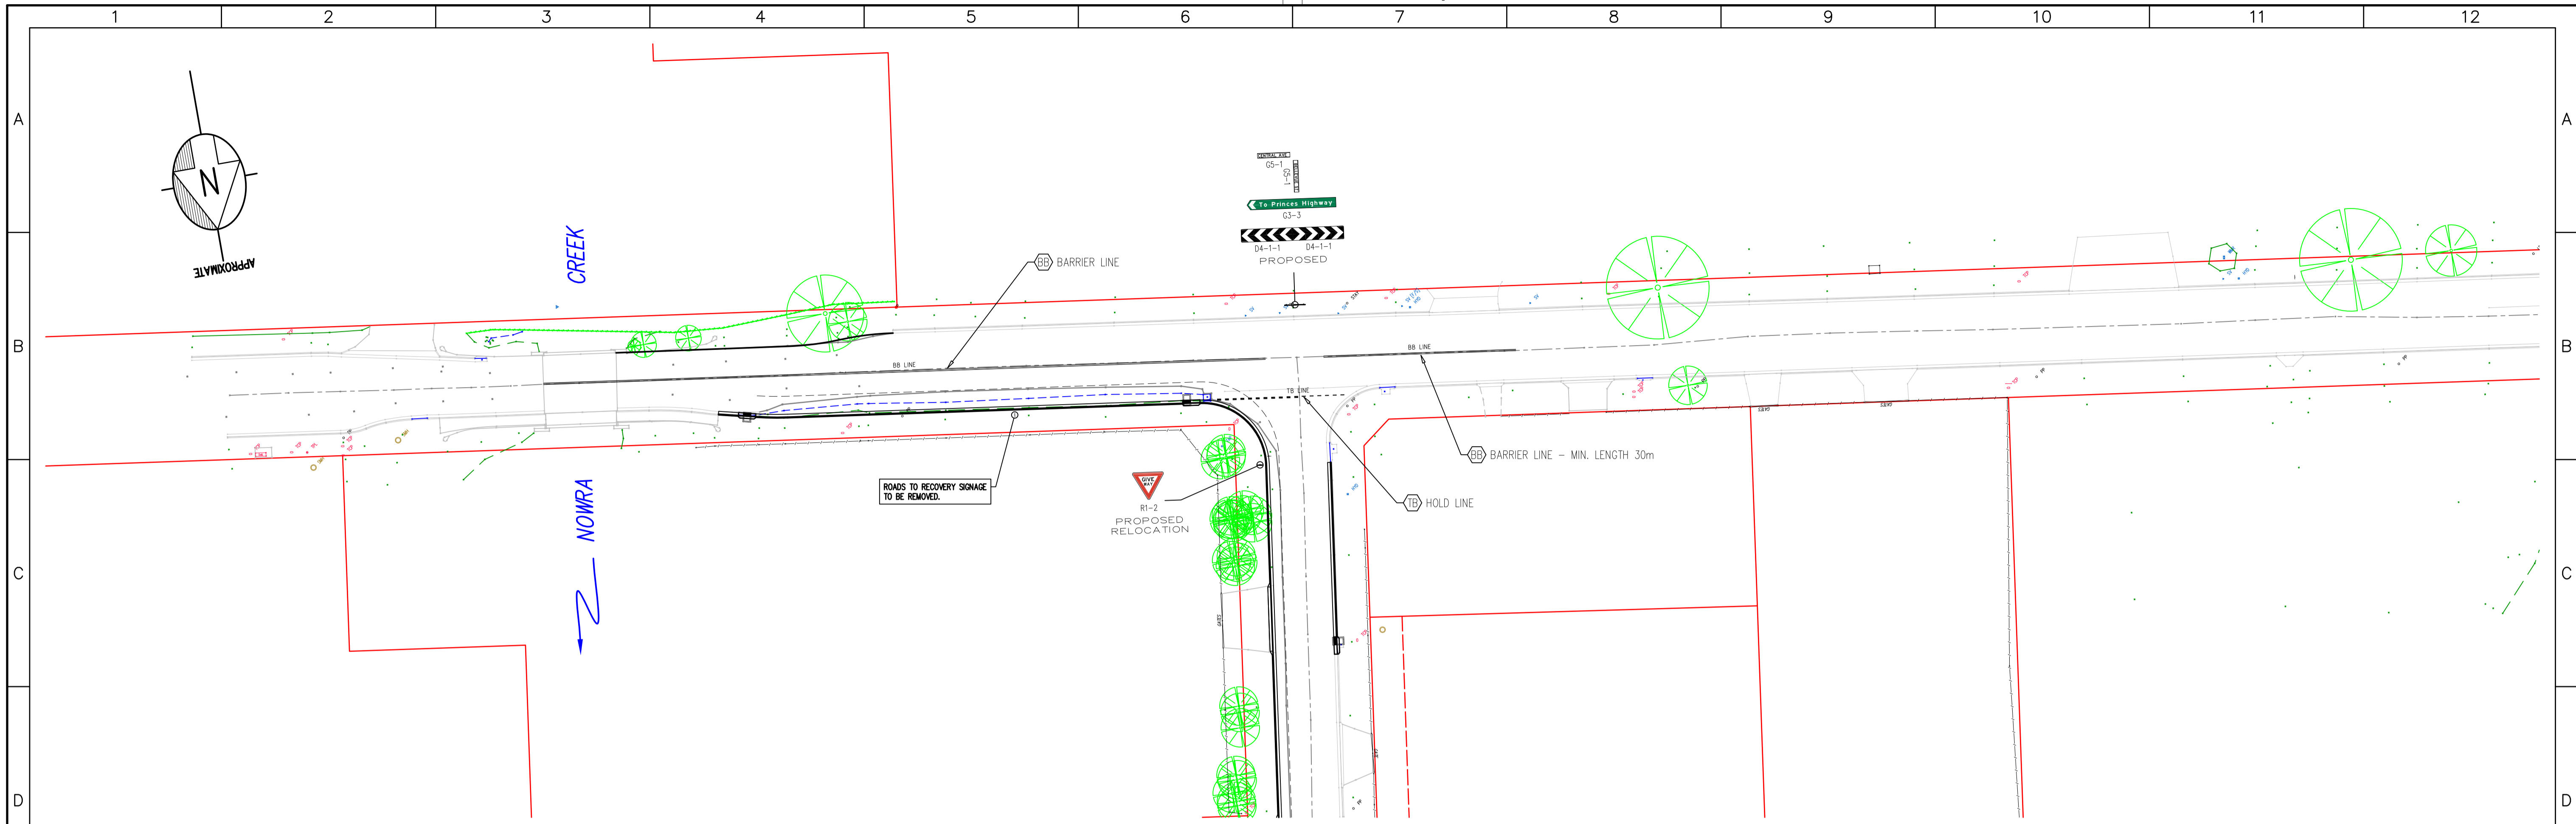 1 2 3 4 5 6 7 8 9 10 11 12
A A
N
APPROXIMATE
CREEK
CENTRAL AVE
G5-1
G5-1
To Princes Highway
G3-3
D4-1-1 D4-1-1
PROPOSED
BB BARRIER LINE
B B
BB LINE
BB LINE
TB LINE
BB BARRIER LINE - MIN. LENGTH 30m
TB HOLD LINE
ROADS TO RECOVERY SIGNAGE
TO BE REMOVED.
GIVE
WAY
R1-2
PROPOSED
RELOCATION
NOWRA
C C
D D